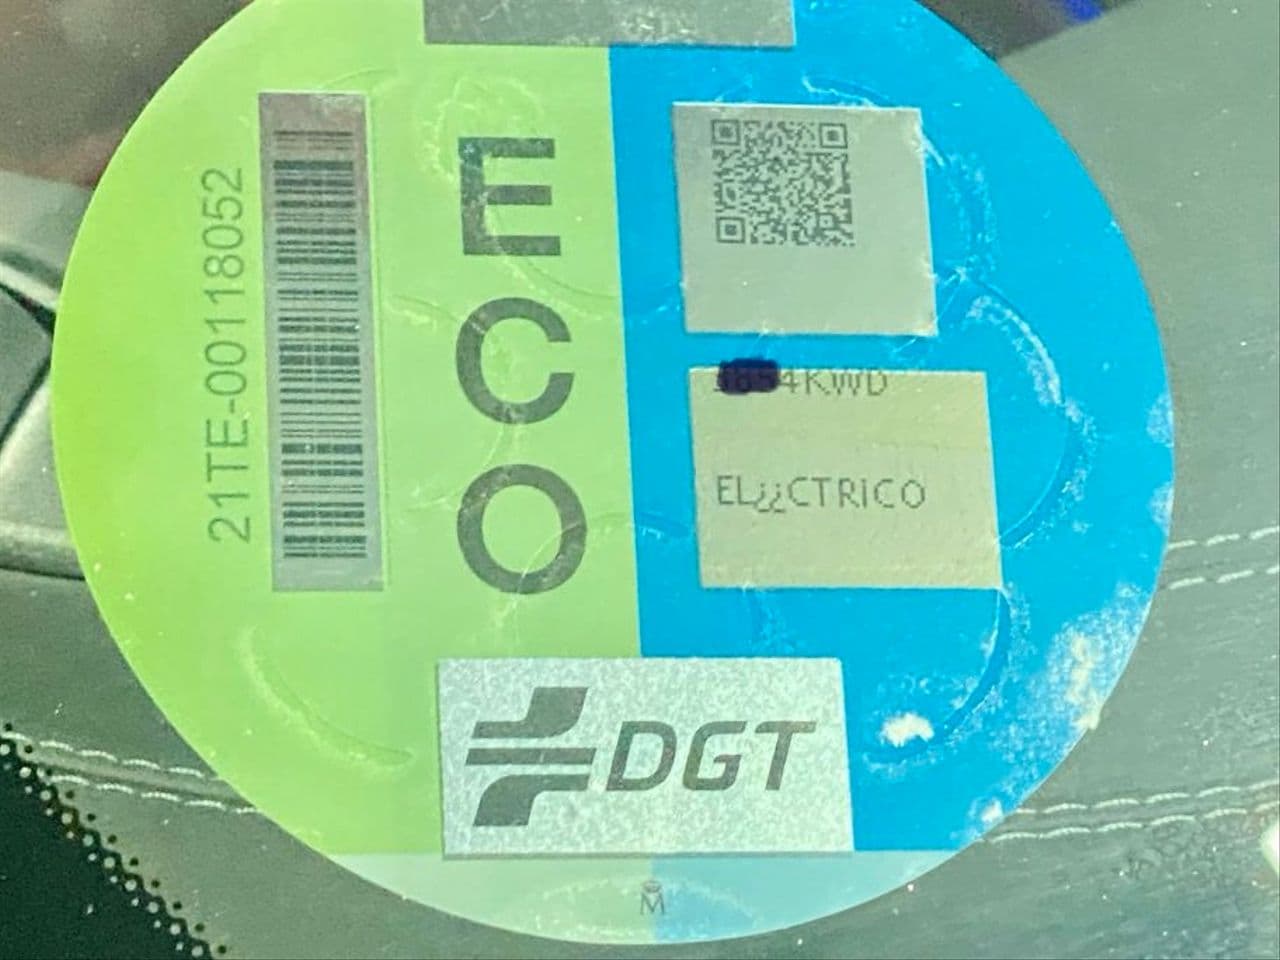 21TE-00118052
ECO
4KWD
EL¿¿CTRICO
DGT
M